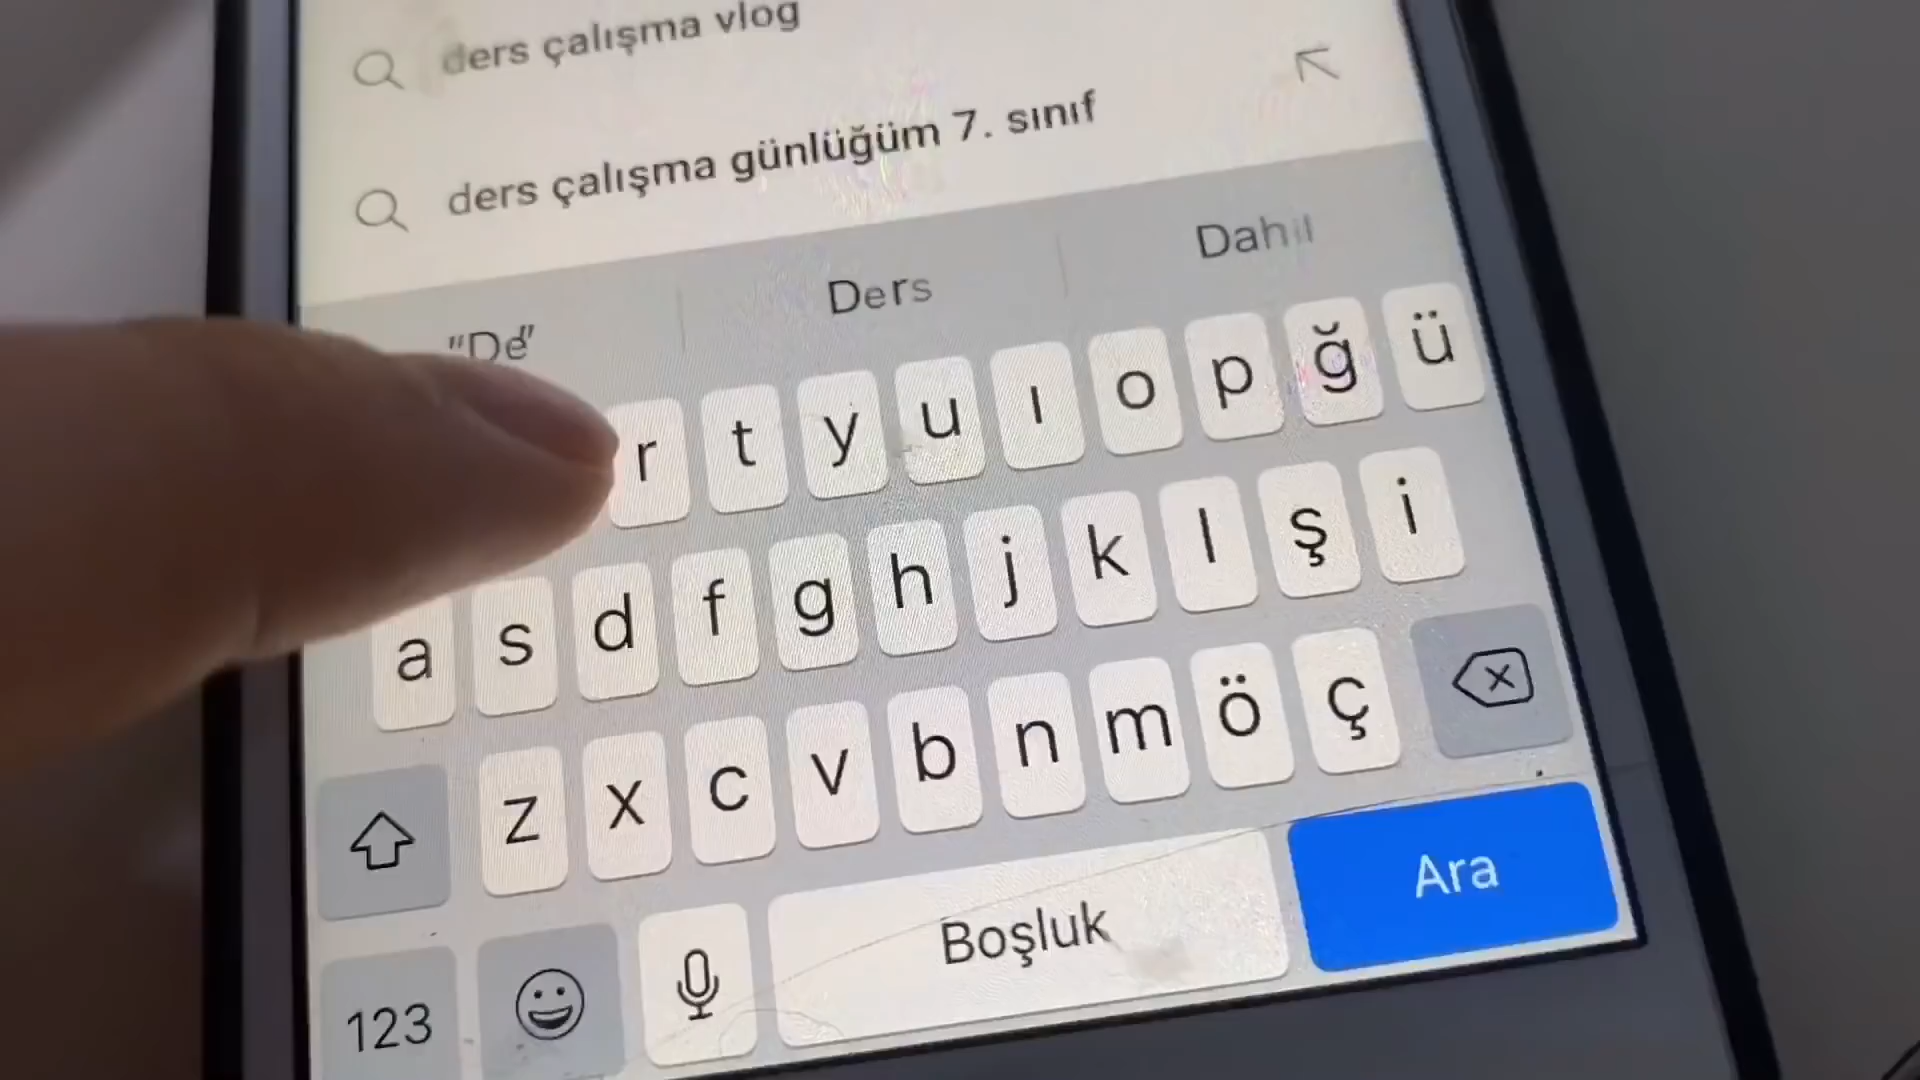 ders çalışma vlog
ders çalışma günlüğüm 7. sınıf
"De" Ders Dahil
r t y u ı o p ğ ü
a s d f g h j k l ş i
z x c v b n m ö ç
123 Boşluk Ara